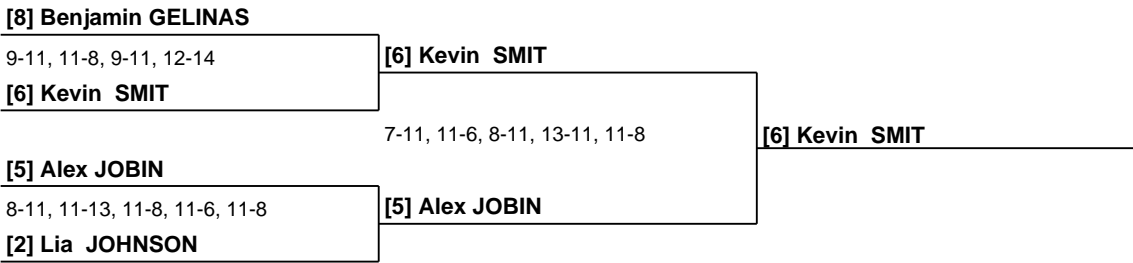 [8] Benjamin GELINAS
9-11, 11-8, 9-11, 12-14
[6] Kevin SMIT
[6] Kevin SMIT
7-11, 11-6, 8-11, 13-11, 11-8
[6] Kevin SMIT
[5] Alex JOBIN
8-11, 11-13, 11-8, 11-6, 11-8
[5] Alex JOBIN
[2] Lia JOHNSON